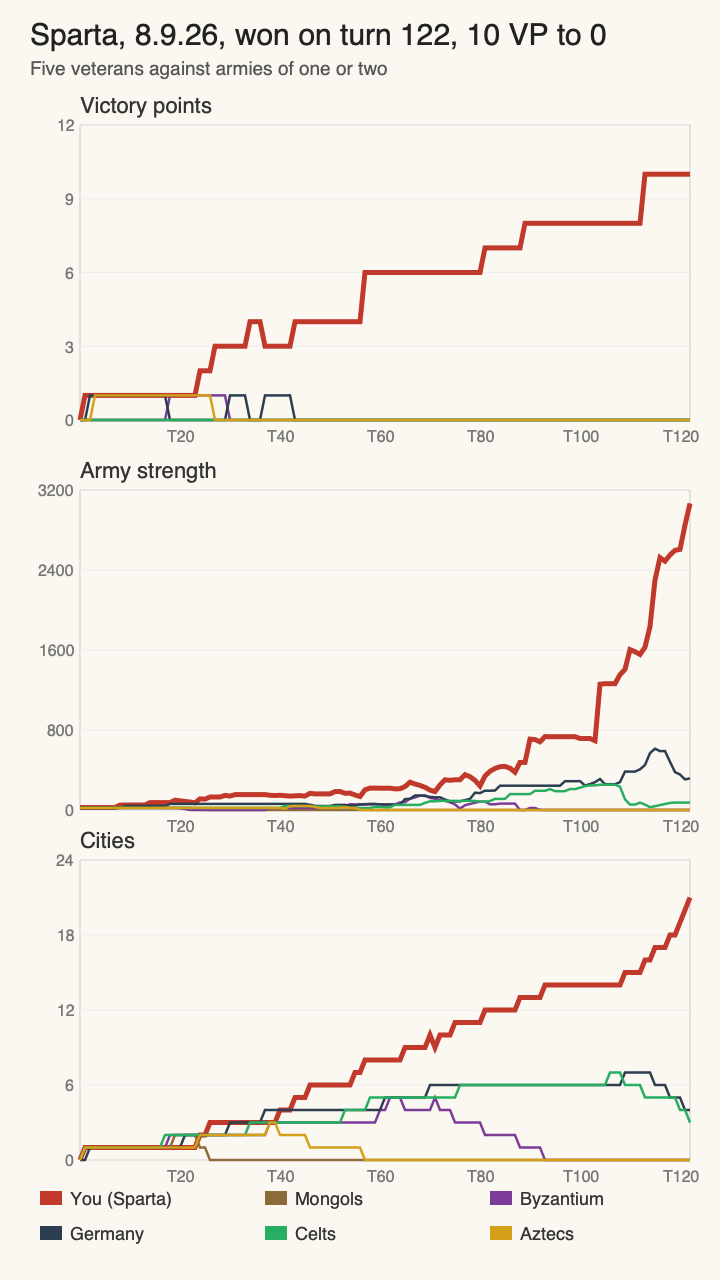 Sparta, 8.9.26, won on turn 122, 10 VP to 0
Five veterans against armies of one or two
Victory points
12
9
6
3
0
T20 T40 T60 T80 T100 T120
Army strength
3200
2400
1600
800
0
T20 T40 T60 T80 T100 T120
Cities
24
18
12
6
0
T20 T40 T60 T80 T100 T120
You (Sparta) Mongols Byzantium
Germany Celts Aztecs